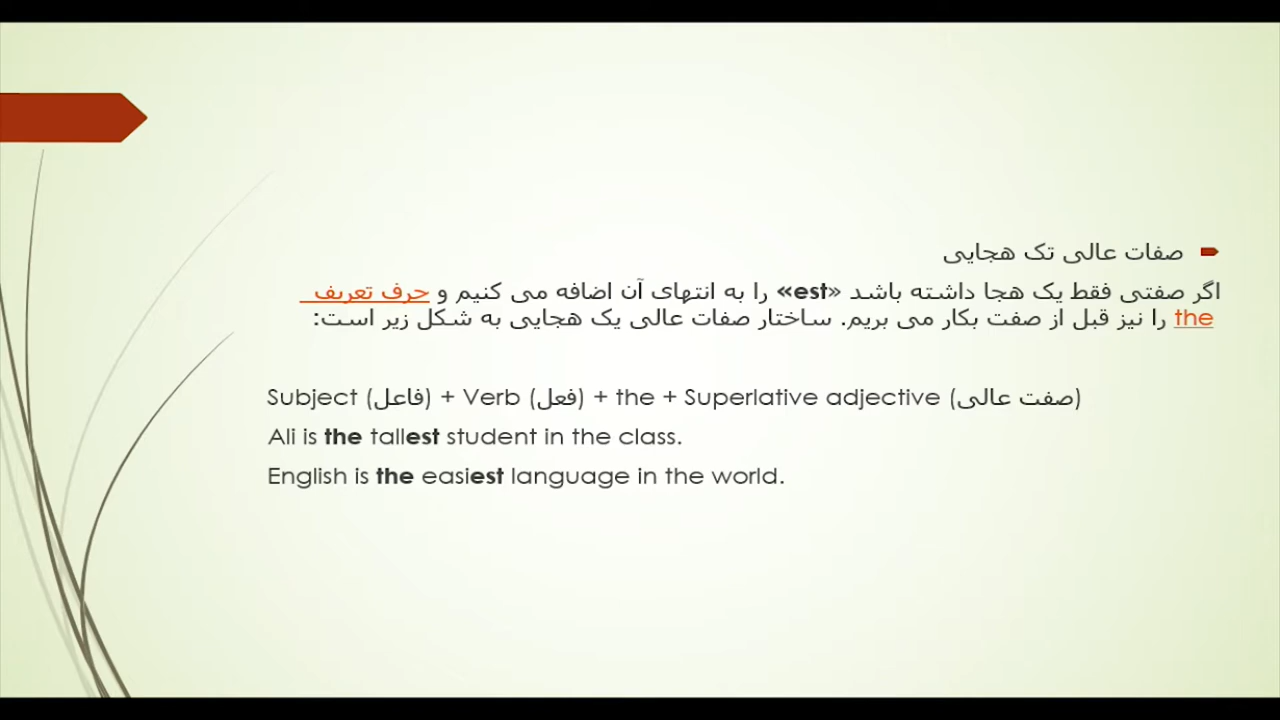 صفات عالی تک هجایی
اگر صفتی فقط یک هجا داشته باشد «est» را به انتهای آن اضافه می کنیم و حرف تعریف
the را نیز قبل از صفت بکار می بریم. ساختار صفات عالی یک هجایی به شکل زیر است:
Subject (فاعل) + Verb (فعل) + the + Superlative adjective (صفت عالی)
Ali is the tallest student in the class.
English is the easiest language in the world.